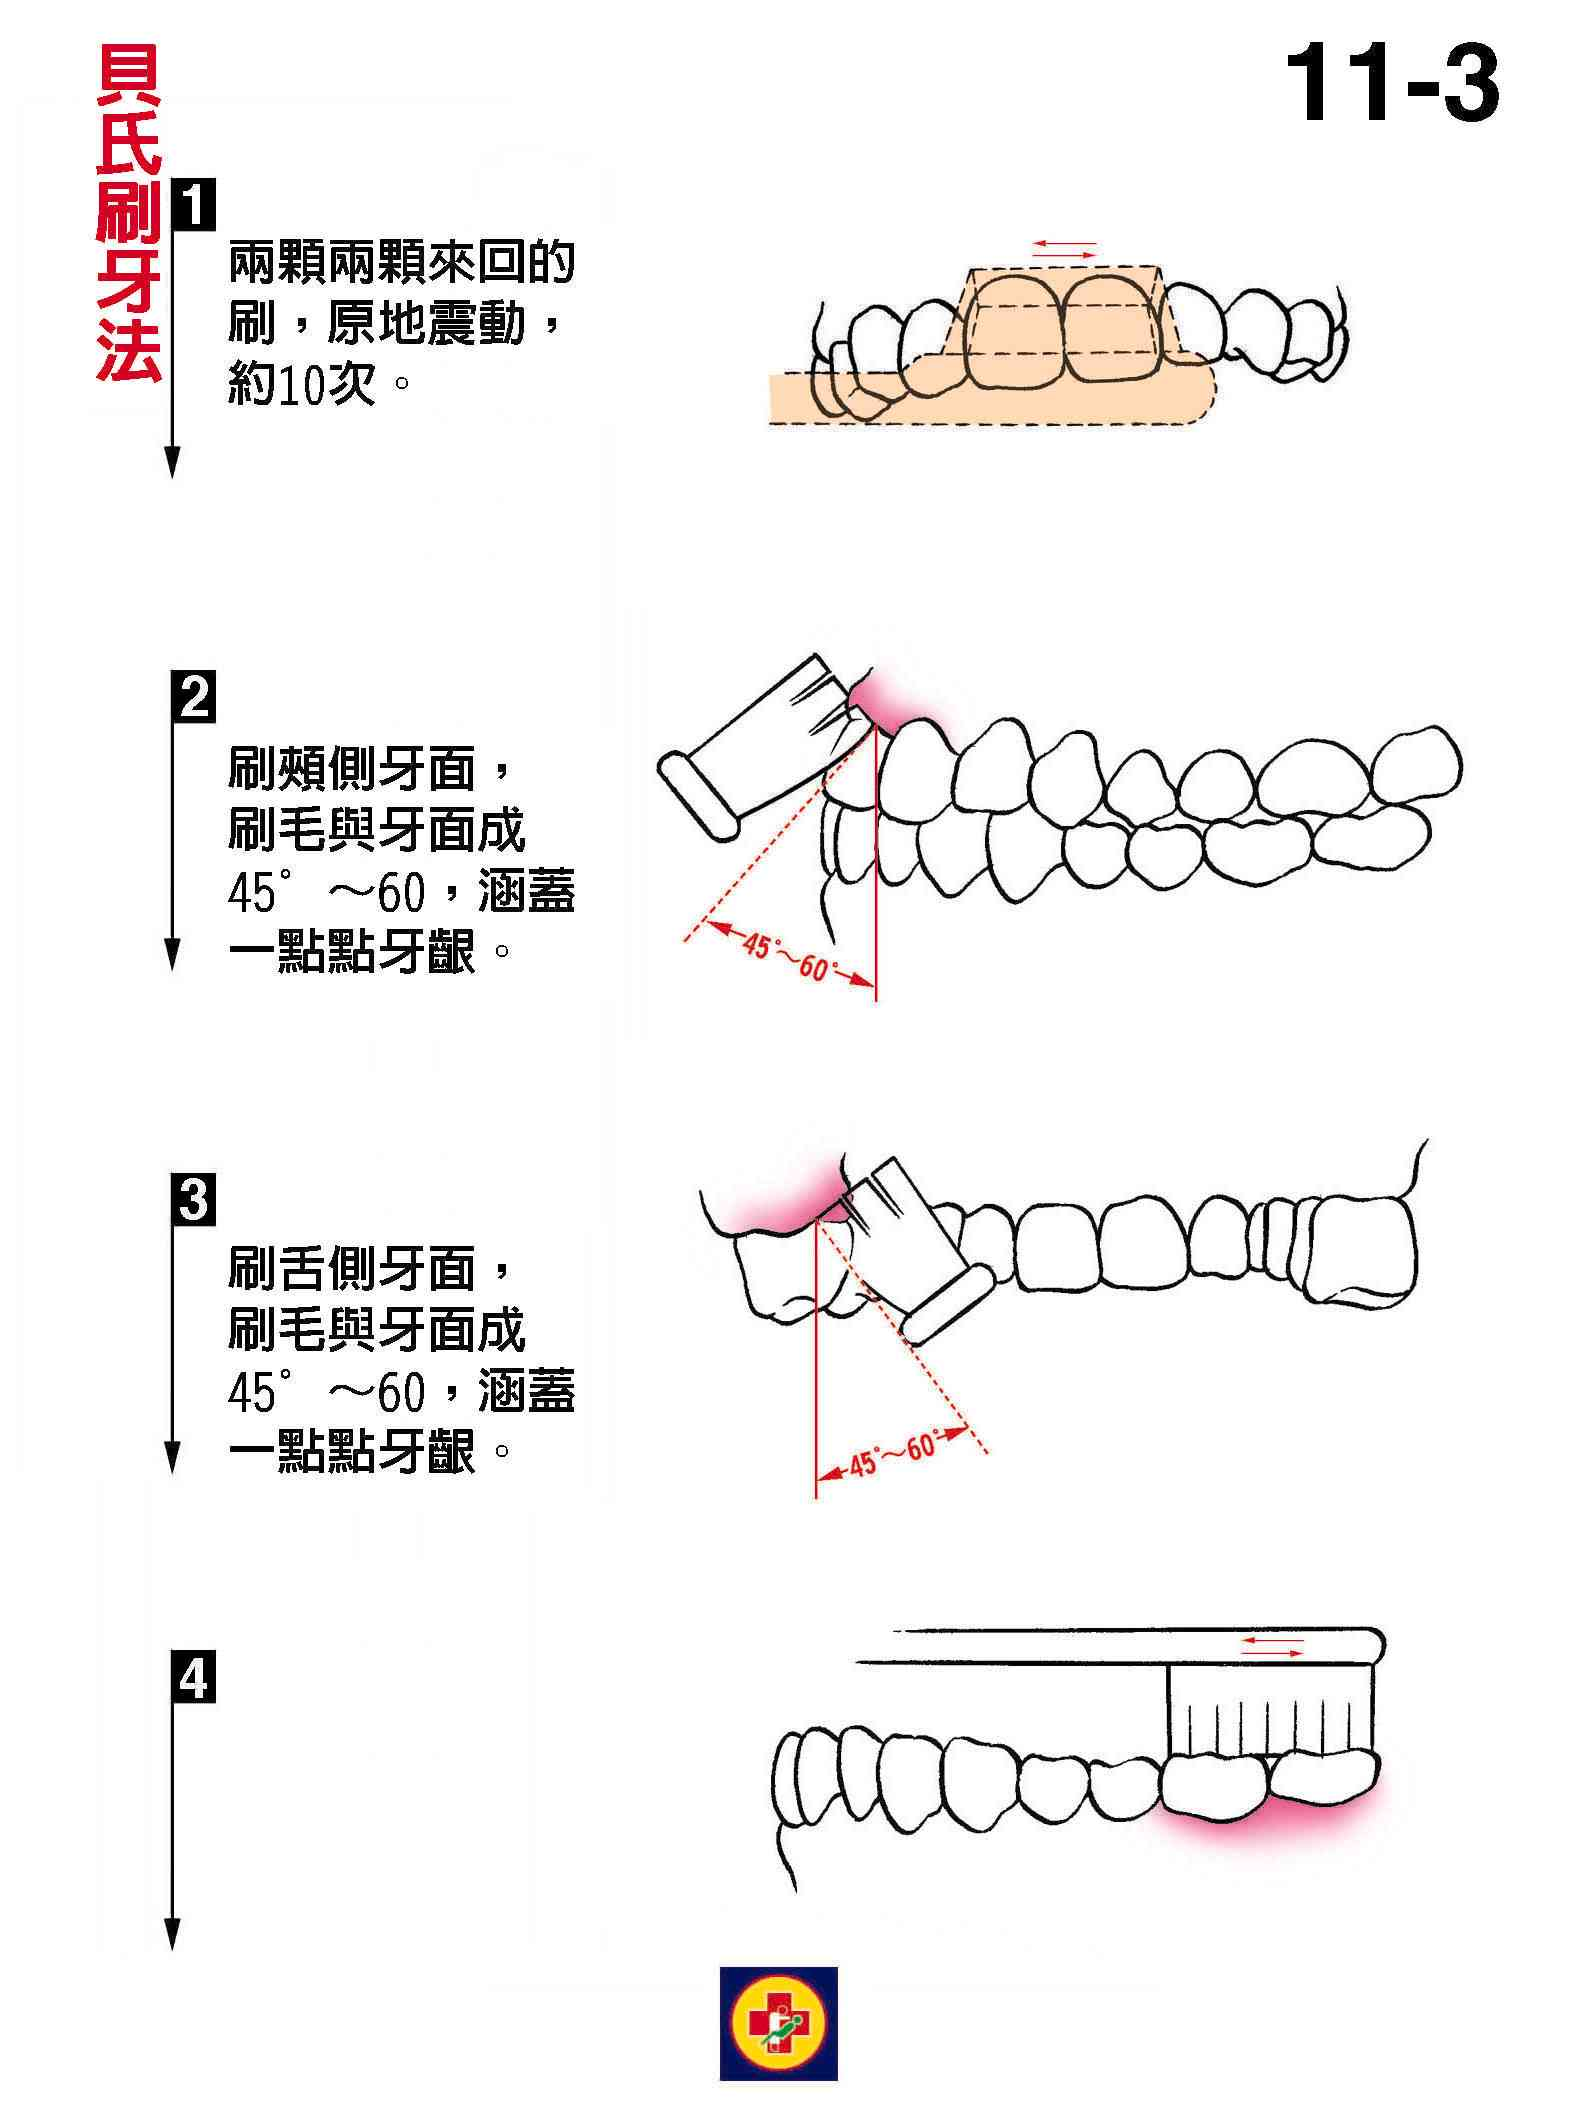 貝氏刷牙法
11-3
1
兩顆兩顆來回的
刷，原地震動，
約10次。
2
刷頰側牙面，
刷毛與牙面成
45°～60，涵蓋
一點點牙齦。
45°～60°
3
刷舌側牙面，
刷毛與牙面成
45°～60，涵蓋
一點點牙齦。
45°～60°
4